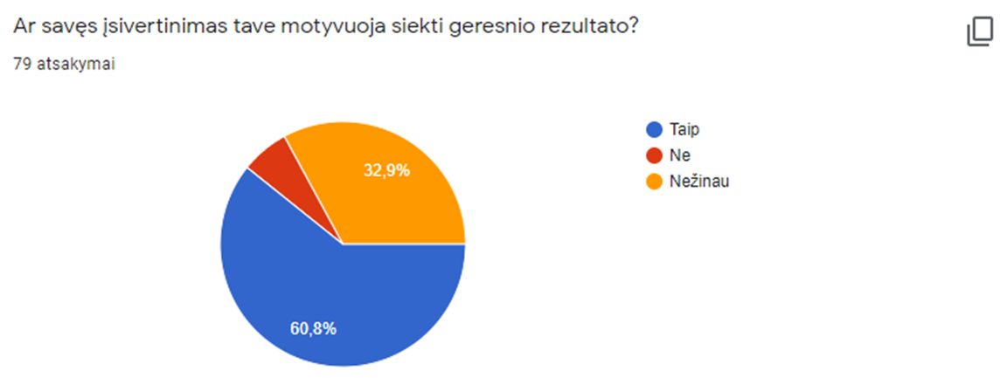 Ar savęs įsivertinimas tave motyvuoja siekti geresnio rezultato?
79 atsakymai
Taip
Ne
Nežinau
32,9%
60,8%